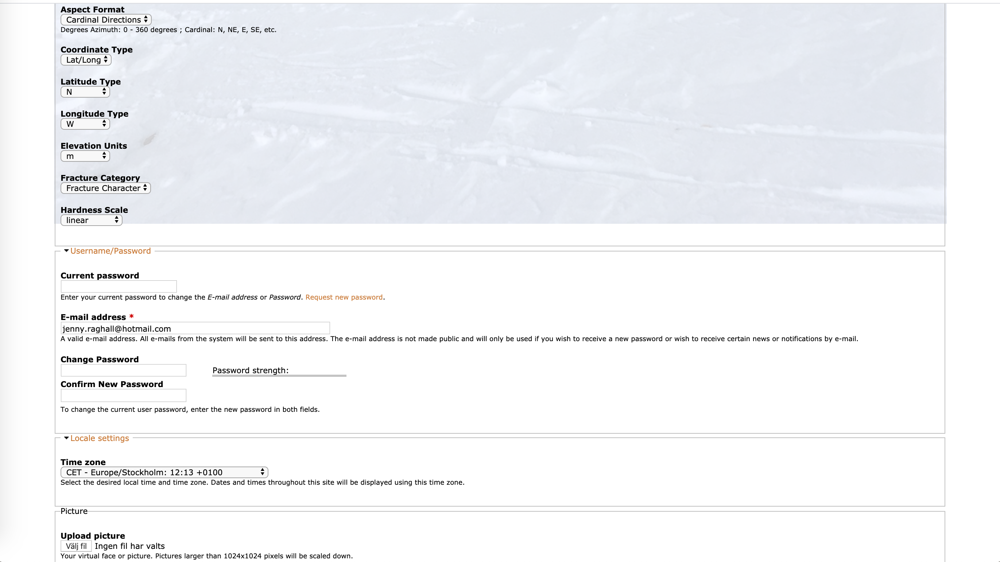 Aspect Format
Cardinal Directions
Degrees Azimuth: 0 - 360 degrees ; Cardinal: N, NE, E, SE, etc.
Coordinate Type
Lat/Long
Latitude Type
N
Longitude Type
W
Elevation Units
m
Fracture Category
Fracture Character
Hardness Scale
linear
Username/Password
Current password
Enter your current password to change the E-mail address or Password. Request new password.
E-mail address *
jenny.raghall@hotmail.com
A valid e-mail address. All e-mails from the system will be sent to this address. The e-mail address is not made public and will only be used if you wish to receive a new password or wish to receive certain news or notifications by e-mail.
Change Password
Password strength:
Confirm New Password
To change the current user password, enter the new password in both fields.
Locale settings
Time zone
CET - Europe/Stockholm: 12:13 +0100
Select the desired local time and time zone. Dates and times throughout this site will be displayed using this time zone.
Picture
Upload picture
Välj fil Ingen fil har valts
Your virtual face or picture. Pictures larger than 1024x1024 pixels will be scaled down.